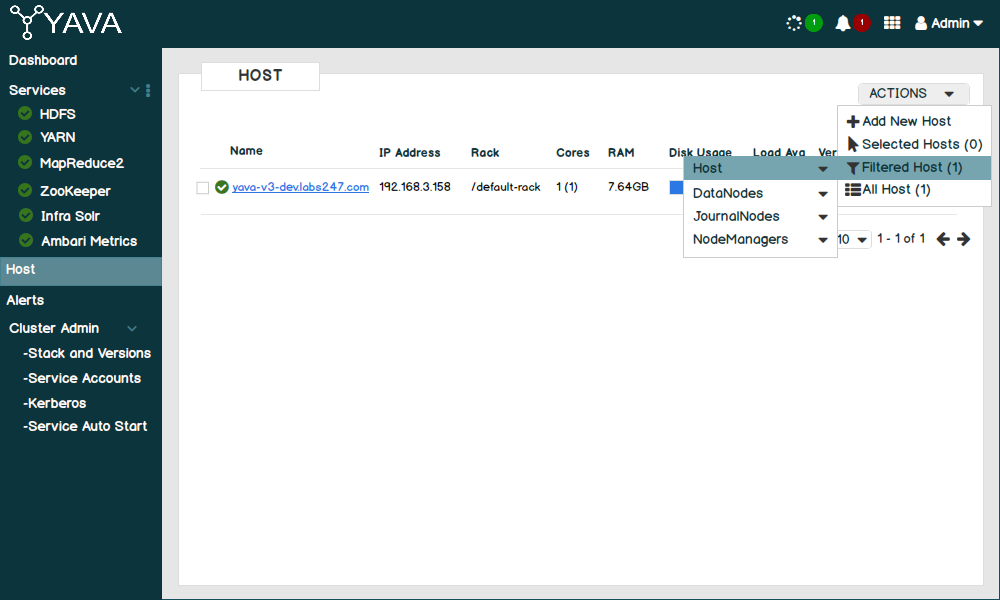 YAVA
1
1
Admin
Dashboard
Services
HDFS
YARN
MapReduce2
ZooKeeper
Infra Solr
Ambari Metrics
Host
Alerts
Cluster Admin
-Stack and Versions
-Service Accounts
-Kerberos
-Service Auto Start
HOST
ACTIONS
Add New Host
Selected Hosts (0)
Filtered Host (1)
All Host (1)
Name IP Address Rack Cores RAM Disk Usage Load Avg Ver
yava-v3-dev.labs247.com 192.168.3.158 /default-rack 1 (1) 7.64GB
Host
DataNodes
JournalNodes
NodeManagers
10 1 - 1 of 1